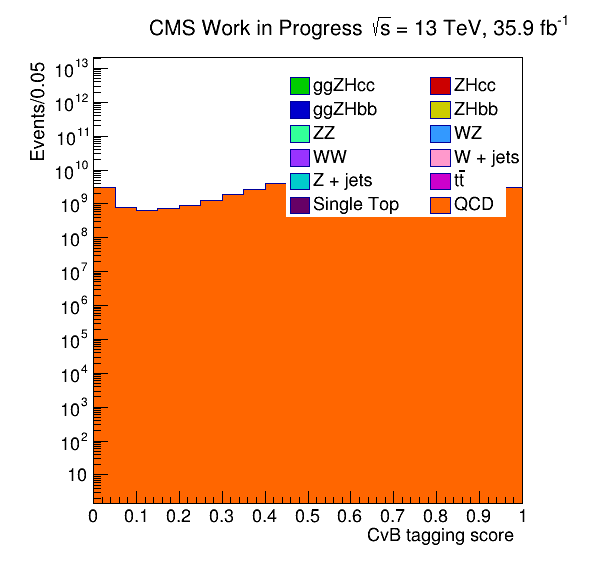 CMS Work in Progress √s = 13 TeV, 35.9 fb⁻¹
Events/0.05
10¹³
10¹²
10¹¹
10¹⁰
10⁹
10⁸
10⁷
10⁶
10⁵
10⁴
10³
10²
10
ggZHcc ZHcc
ggZHbb ZHbb
ZZ WZ
WW W + jets
Z + jets tt̄
Single Top QCD
0 0.1 0.2 0.3 0.4 0.5 0.6 0.7 0.8 0.9 1
CvB tagging score